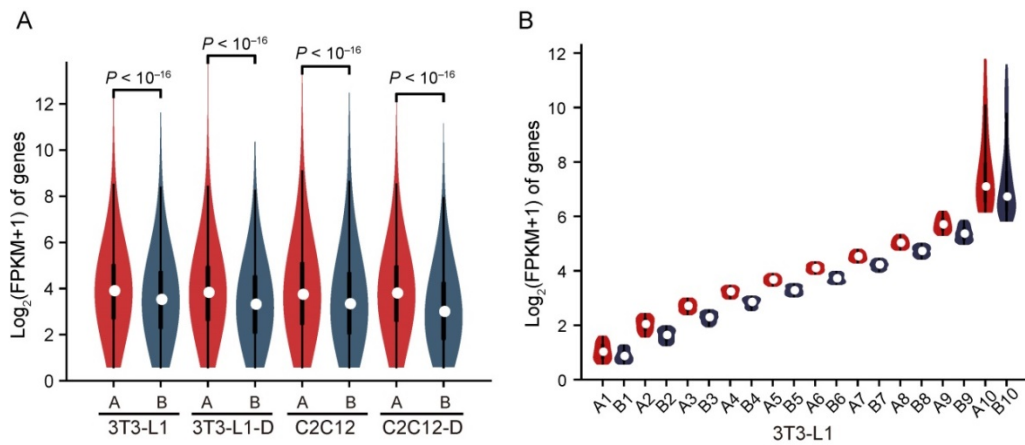 A
P < 10⁻¹⁶
P < 10⁻¹⁶
P < 10⁻¹⁶
P < 10⁻¹⁶
Log₂(FPKM+1) of genes
12
10
8
6
4
2
0
A B A B A B A B
3T3-L1 3T3-L1-D C2C12 C2C12-D
B
Log₂(FPKM+1) of genes
12
10
8
6
4
2
0
A1 B1 A2 B2 A3 B3 A4 B4 A5 B5 A6 B6 A7 B7 A8 B8 A9 B9 A10 B10
3T3-L1